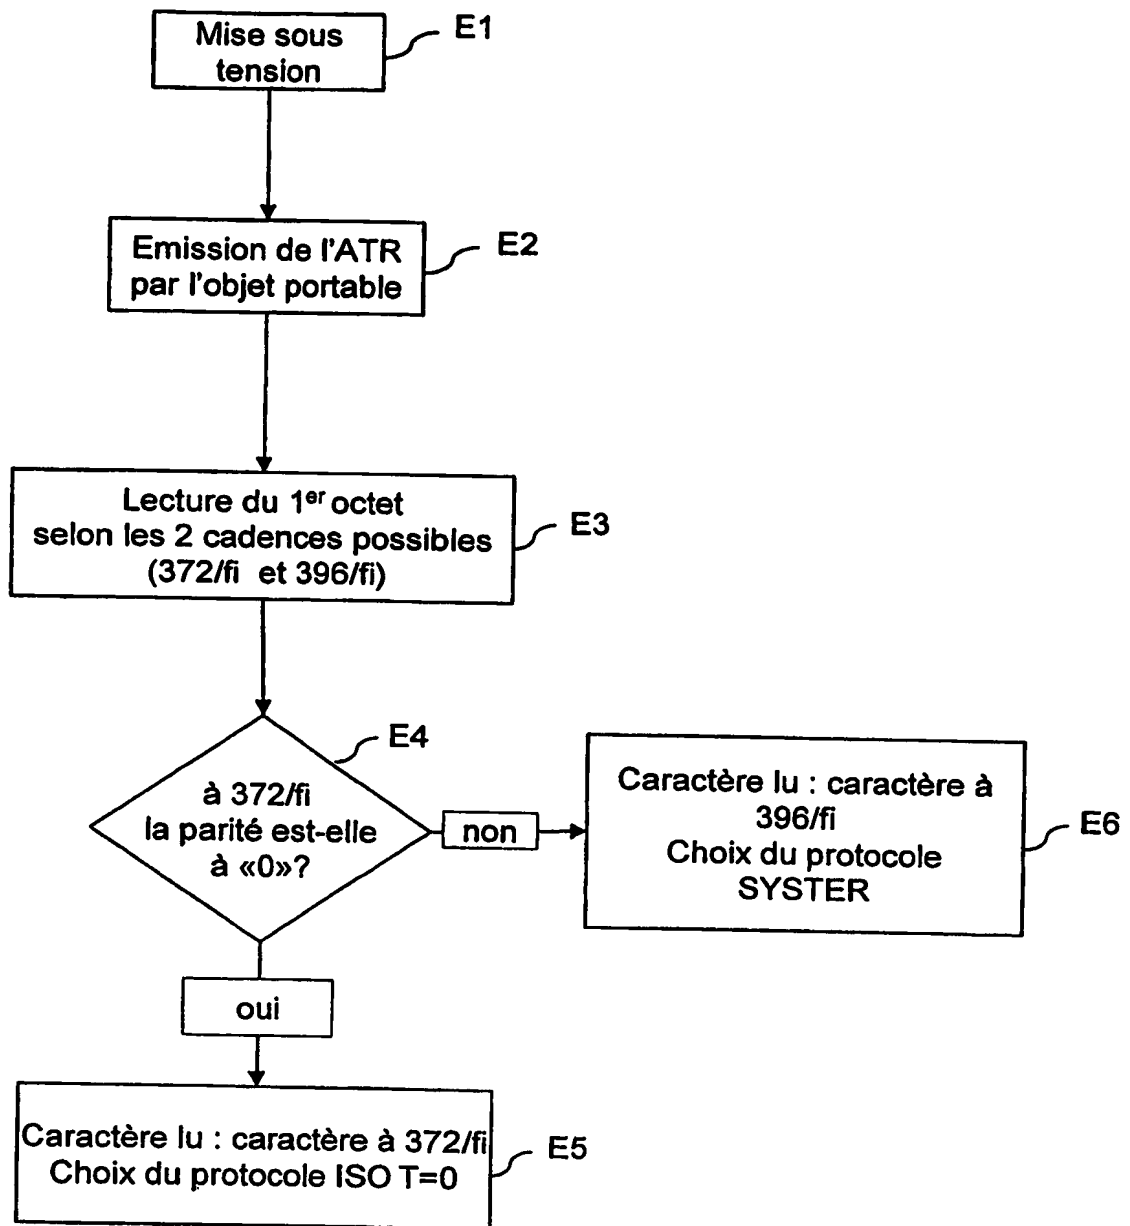 Mise sous
tension
E1
Emission de l'ATR
par l'objet portable
E2
Lecture du 1er octet
selon les 2 cadences possibles
(372/fi et 396/fi)
E3
E4
à 372/fi
la parité est-elle
à «0»?
non
Caractère lu : caractère à
396/fi
Choix du protocole
SYSTER
E6
oui
Caractère lu : caractère à 372/fi
Choix du protocole ISO T=0
E5